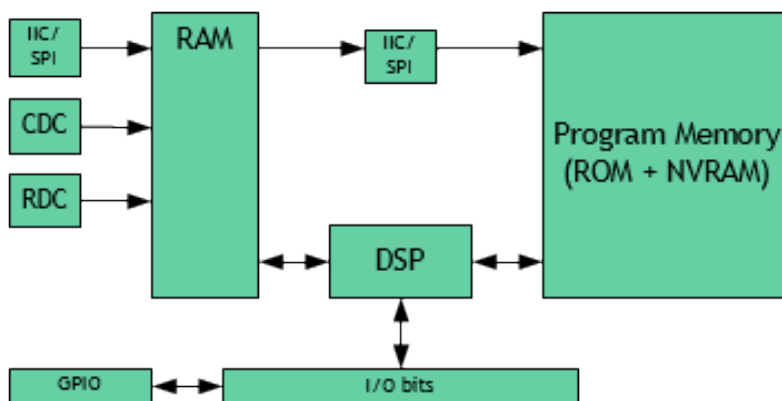 IIC/
SPI
RAM
IIC/
SPI
CDC
Program Memory
(ROM + NVRAM)
RDC
DSP
GPIO
I/O bits